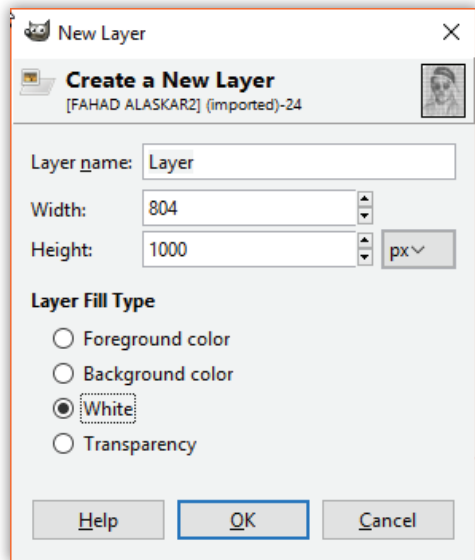 New Layer
Create a New Layer
[FAHAD ALASKAR2] (imported)-24
Layer name: Layer
Width: 804
Height: 1000 px
Layer Fill Type
Foreground color
Background color
White
Transparency
Help OK Cancel